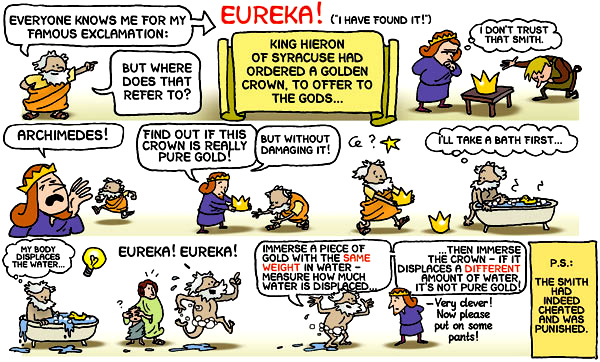 EVERYONE KNOWS ME FOR MY
FAMOUS EXCLAMATION:
EUREKA! ("I HAVE FOUND IT!")
BUT WHERE
DOES THAT
REFER TO?
KING HIERON
OF SYRACUSE HAD
ORDERED A GOLDEN
CROWN, TO OFFER TO
THE GODS...
I DON'T TRUST
THAT SMITH.
ARCHIMEDES!
FIND OUT IF THIS
CROWN IS REALLY
PURE GOLD!
BUT WITHOUT
DAMAGING IT!
?
I'LL TAKE A BATH FIRST...
MY BODY
DISPLACES
THE WATER...
EUREKA! EUREKA!
IMMERSE A PIECE OF
GOLD WITH THE SAME
WEIGHT IN WATER –
MEASURE HOW MUCH
WATER IS DISPLACED...
...THEN IMMERSE
THE CROWN – IF IT
DISPLACES A DIFFERENT
AMOUNT OF WATER
IT'S NOT PURE GOLD!
–Very clever!
Now please
put on some
pants!
P.S.:
THE SMITH
HAD
INDEED
CHEATED
AND WAS
PUNISHED.